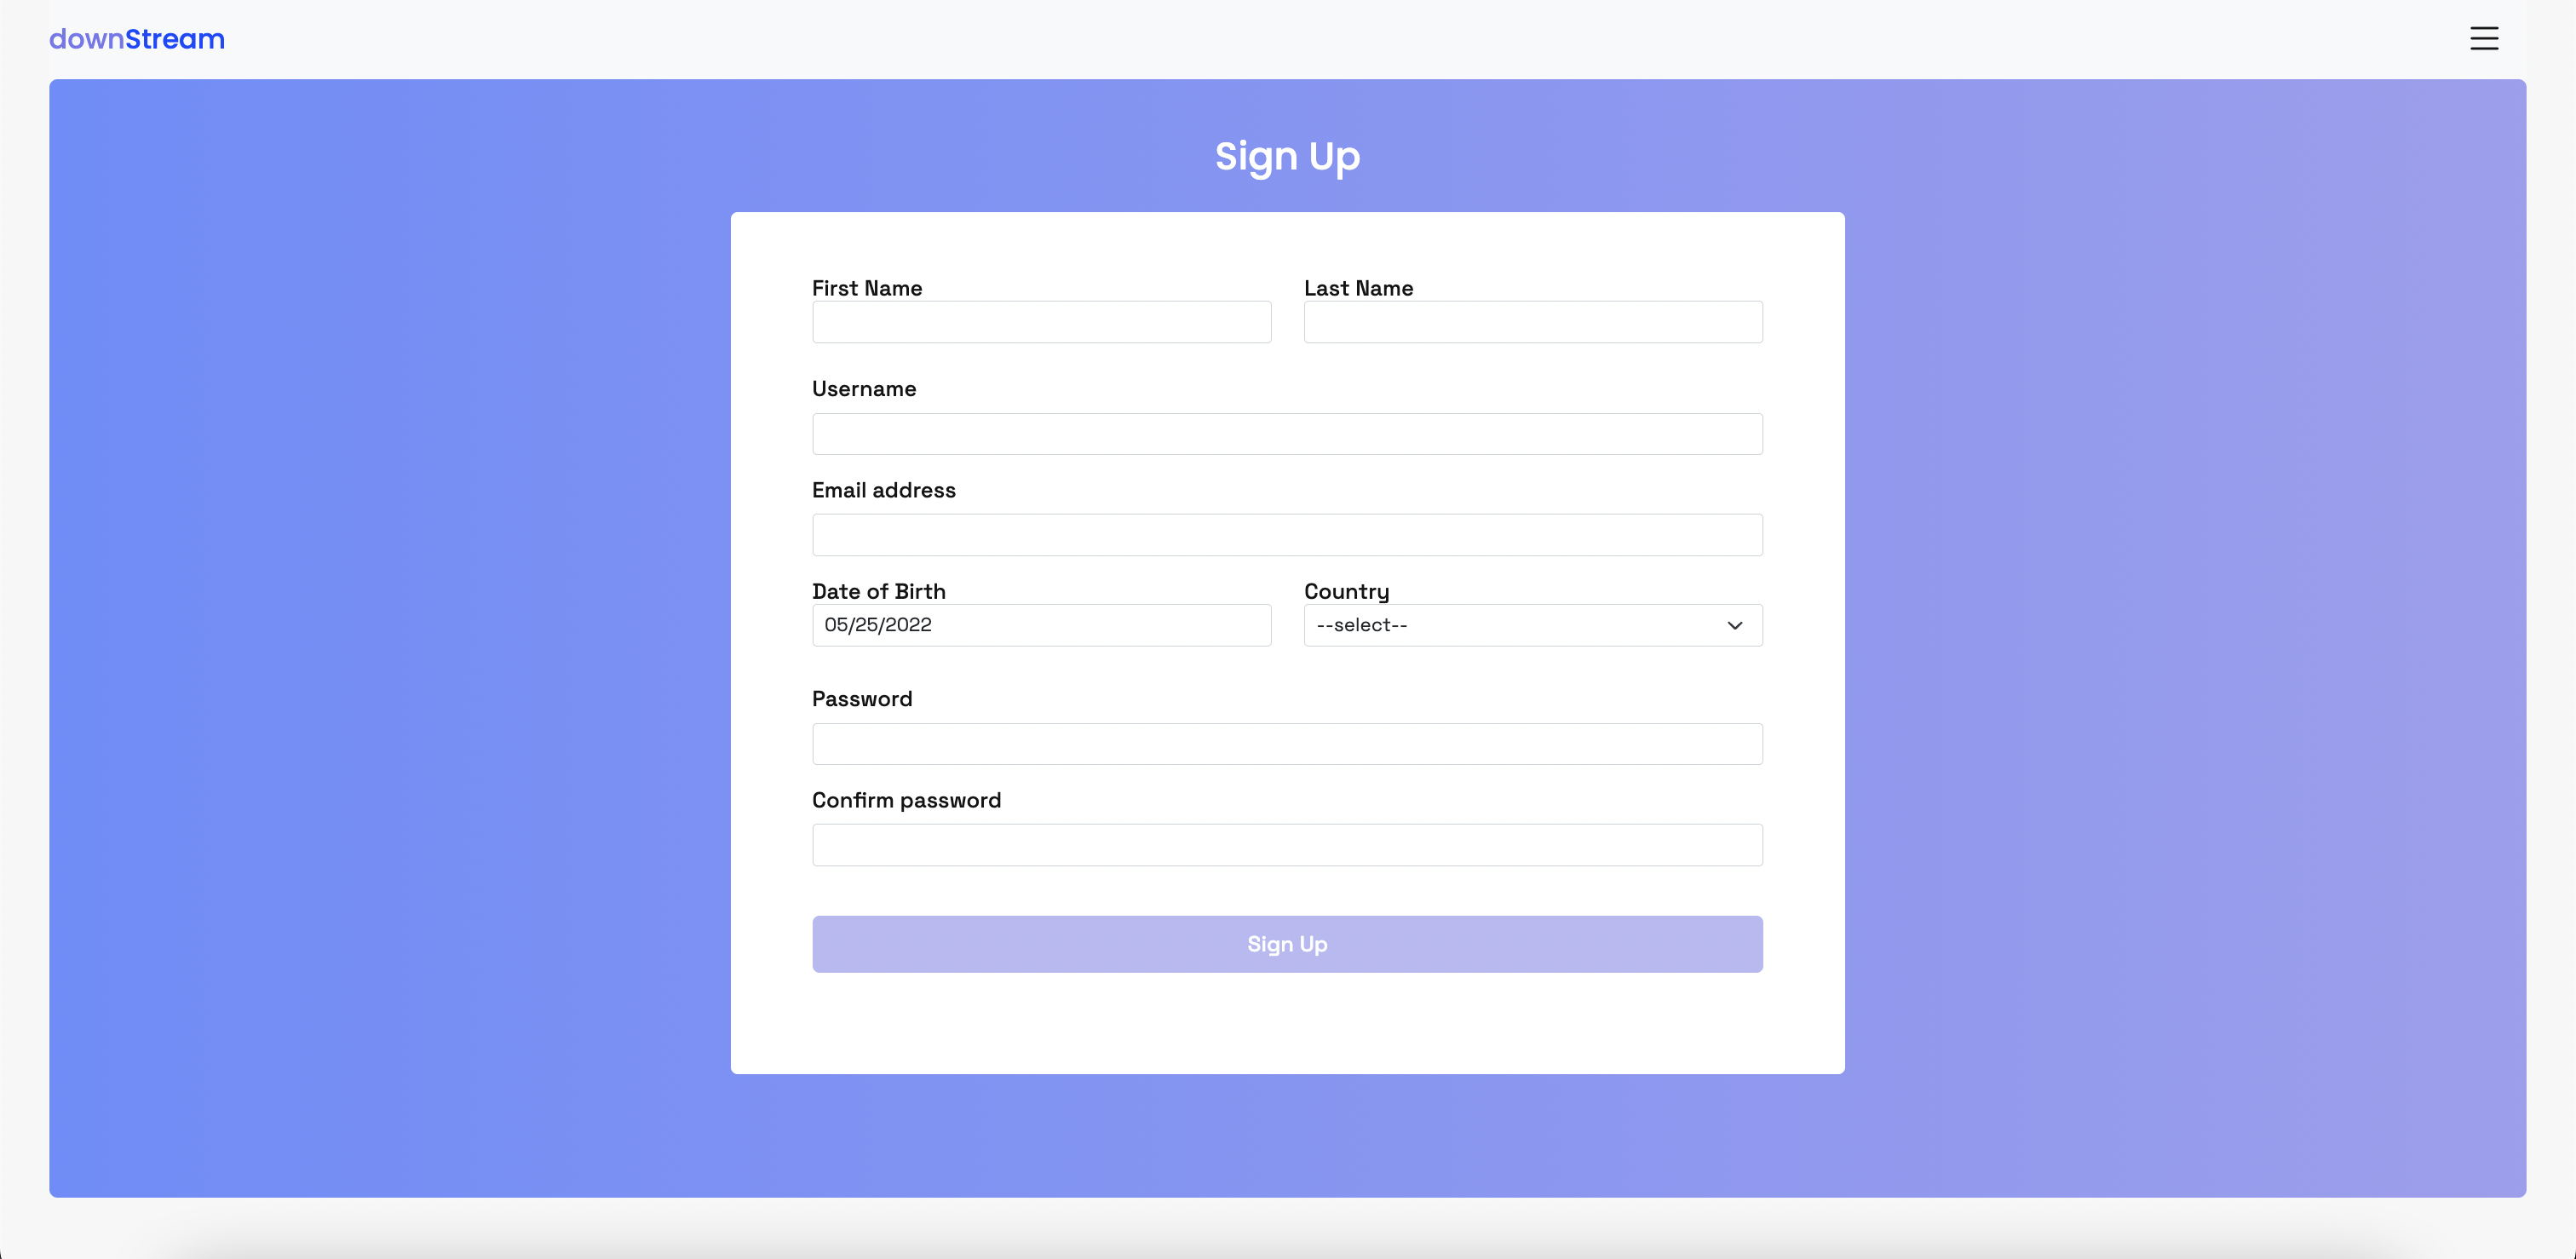 downStream
Sign Up
First Name Last Name
Username
Email address
Date of Birth Country
05/25/2022 --select--
Password
Confirm password
Sign Up